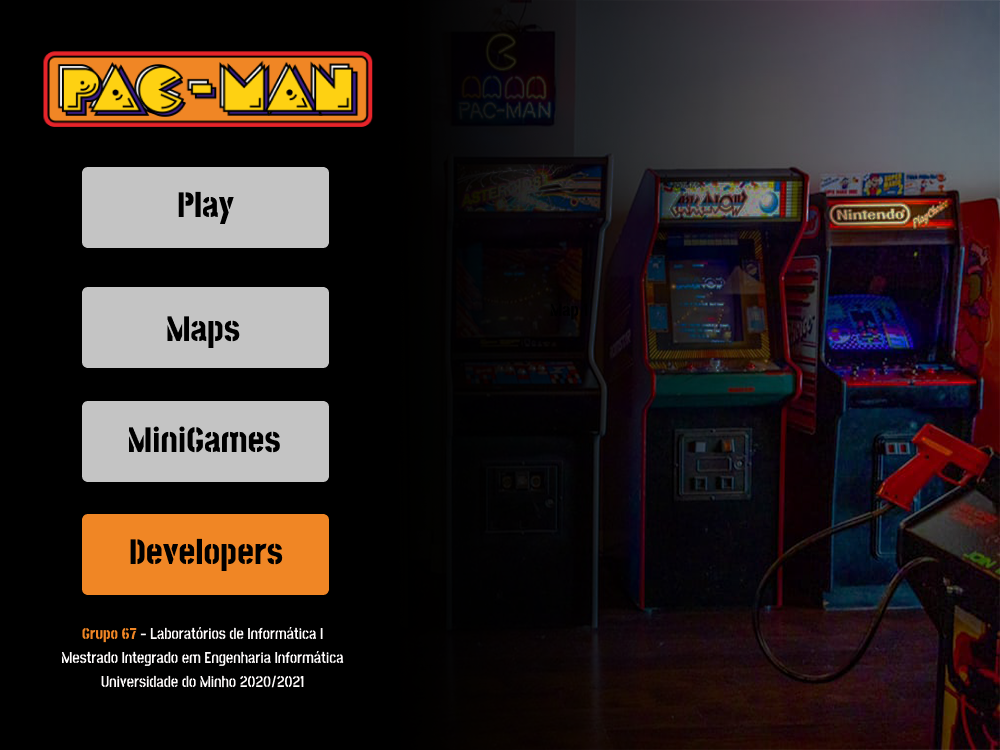 PAC-MAN
Play
Maps
MiniGames
Developers
Grupo 67 - Laboratórios de Informática I
Mestrado Integrado em Engenharia Informática
Universidade do Minho 2020/2021
PAC-MAN
ASTEROIDS
ARKANOID
Nintendo
PlayChoice